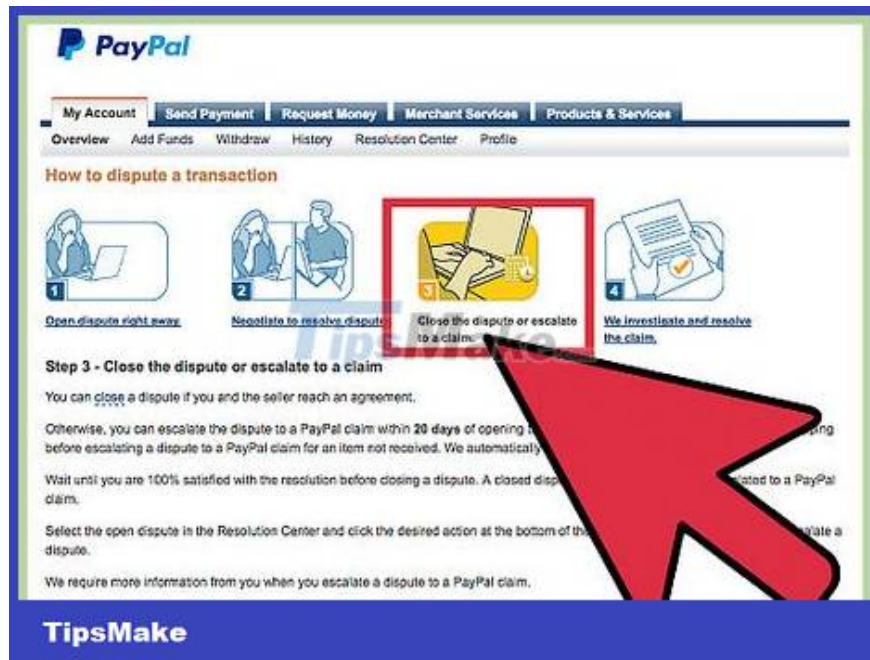 PayPal
My Account Send Payment Request Money Merchant Services Products & Services
Overview Add Funds Withdraw History Resolution Center Profile
How to dispute a transaction
1 2 3 4
Open dispute right away. Negotiate to resolve dispute Close the dispute or escalate We investigate and resolve
to a claim. the claim.
TipsMake
Step 3 - Close the dispute or escalate to a claim
You can close a dispute if you and the seller reach an agreement.
Otherwise, you can escalate the dispute to a PayPal claim within 20 days of opening
before escalating a dispute to a PayPal claim for an item not received. We automatically
Wait until you are 100% satisfied with the resolution before closing a dispute. A closed to a PayPal
claim.
Select the open dispute in the Resolution Center and click the desired action at the bottom of a
dispute.
We require more information from you when you escalate a dispute to a PayPal claim.
TipsMake